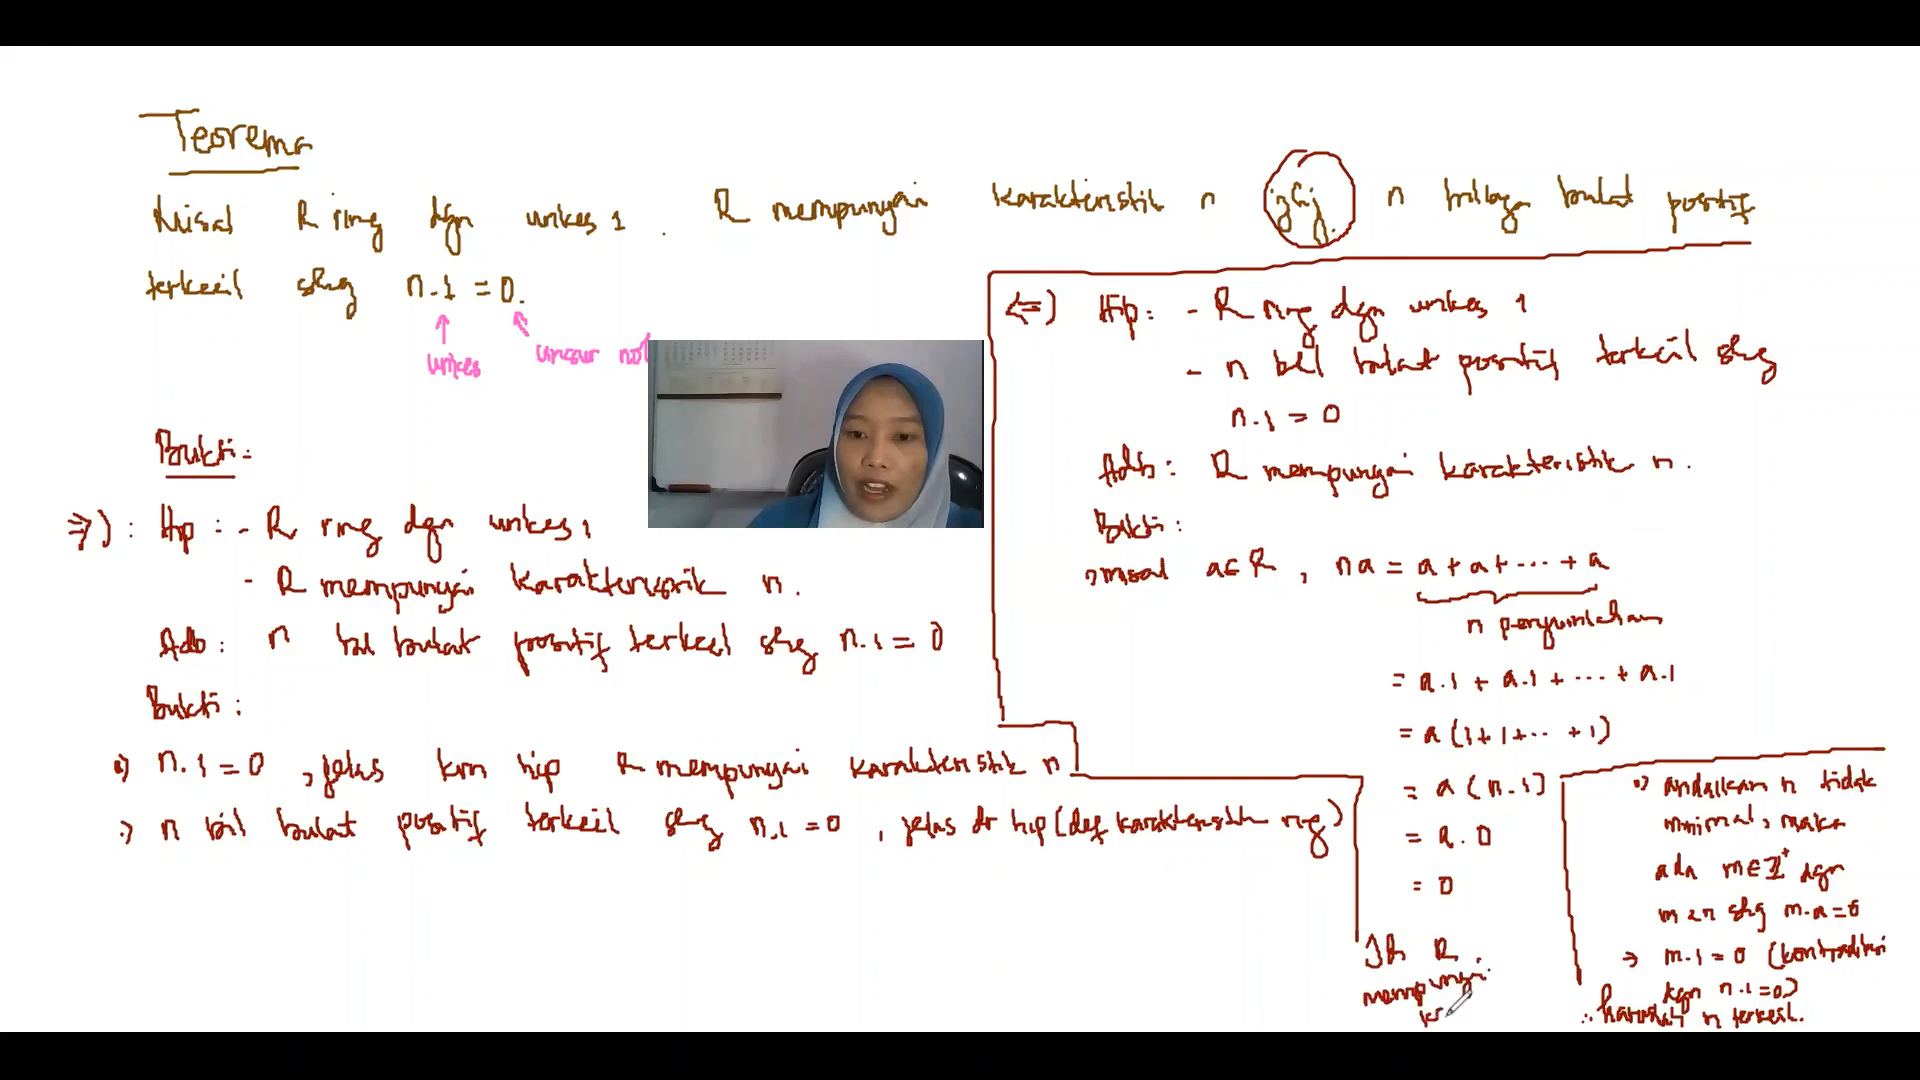 Teorema
Misal R ring dgn unkes 1. R mempunyai karakteristik n jhj n bilanga bulat positif
terkecil shg n.1 = 0.
unkes
unsur nol
Bukti:
⇒): Hip: - R ring dgn unkes 1
- R mempunyai karakteristik n.
Adb: n bil bulat positif terkecil shg n.1 = 0
Bukti:
•) n.1 = 0, jelas krn hip R mempunyai karakteristik n
•) n bil bulat positif terkecil shg n.1 = 0, jelas dr hip (def karakteristik ring)
⇐) Hip: - R ring dgn unkes 1
- n bil bulat positif terkecil shg
n.1 = 0
Adb: R mempunyai karakteristik n.
Bukti:
•) misal a∈R, na = a + a + ... + a
n penjumlahan
= a.1 + a.1 + ... + a.1
= a(1+1+...+1)
= a(n.1)
= a.0
= 0
Jd R
mempunyai
•) andaikan n tidak
minimal, maka
ada m∈Z⁺ dgn
m<n shg m.a=0
⇒ m.1=0 (kontradiksi
dgn n.1=0)
∴ haruslah n terkecil.